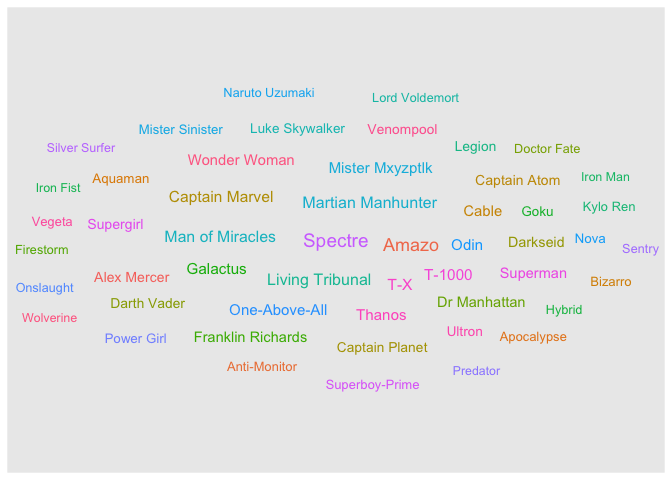 Naruto Uzumaki
Lord Voldemort
Mister Sinister
Luke Skywalker
Venompool
Silver Surfer
Wonder Woman
Mister Mxyzptlk
Legion
Doctor Fate
Iron Fist
Aquaman
Captain Marvel
Martian Manhunter
Captain Atom
Iron Man
Vegeta
Supergirl
Man of Miracles
Spectre
Amazo
Cable
Goku
Kylo Ren
Firestorm
Odin
Darkseid
Nova
Sentry
Onslaught
Alex Mercer
Galactus
Living Tribunal
T-X
T-1000
Superman
Bizarro
Wolverine
Darth Vader
One-Above-All
Thanos
Dr Manhattan
Hybrid
Power Girl
Franklin Richards
Captain Planet
Ultron
Apocalypse
Anti-Monitor
Superboy-Prime
Predator